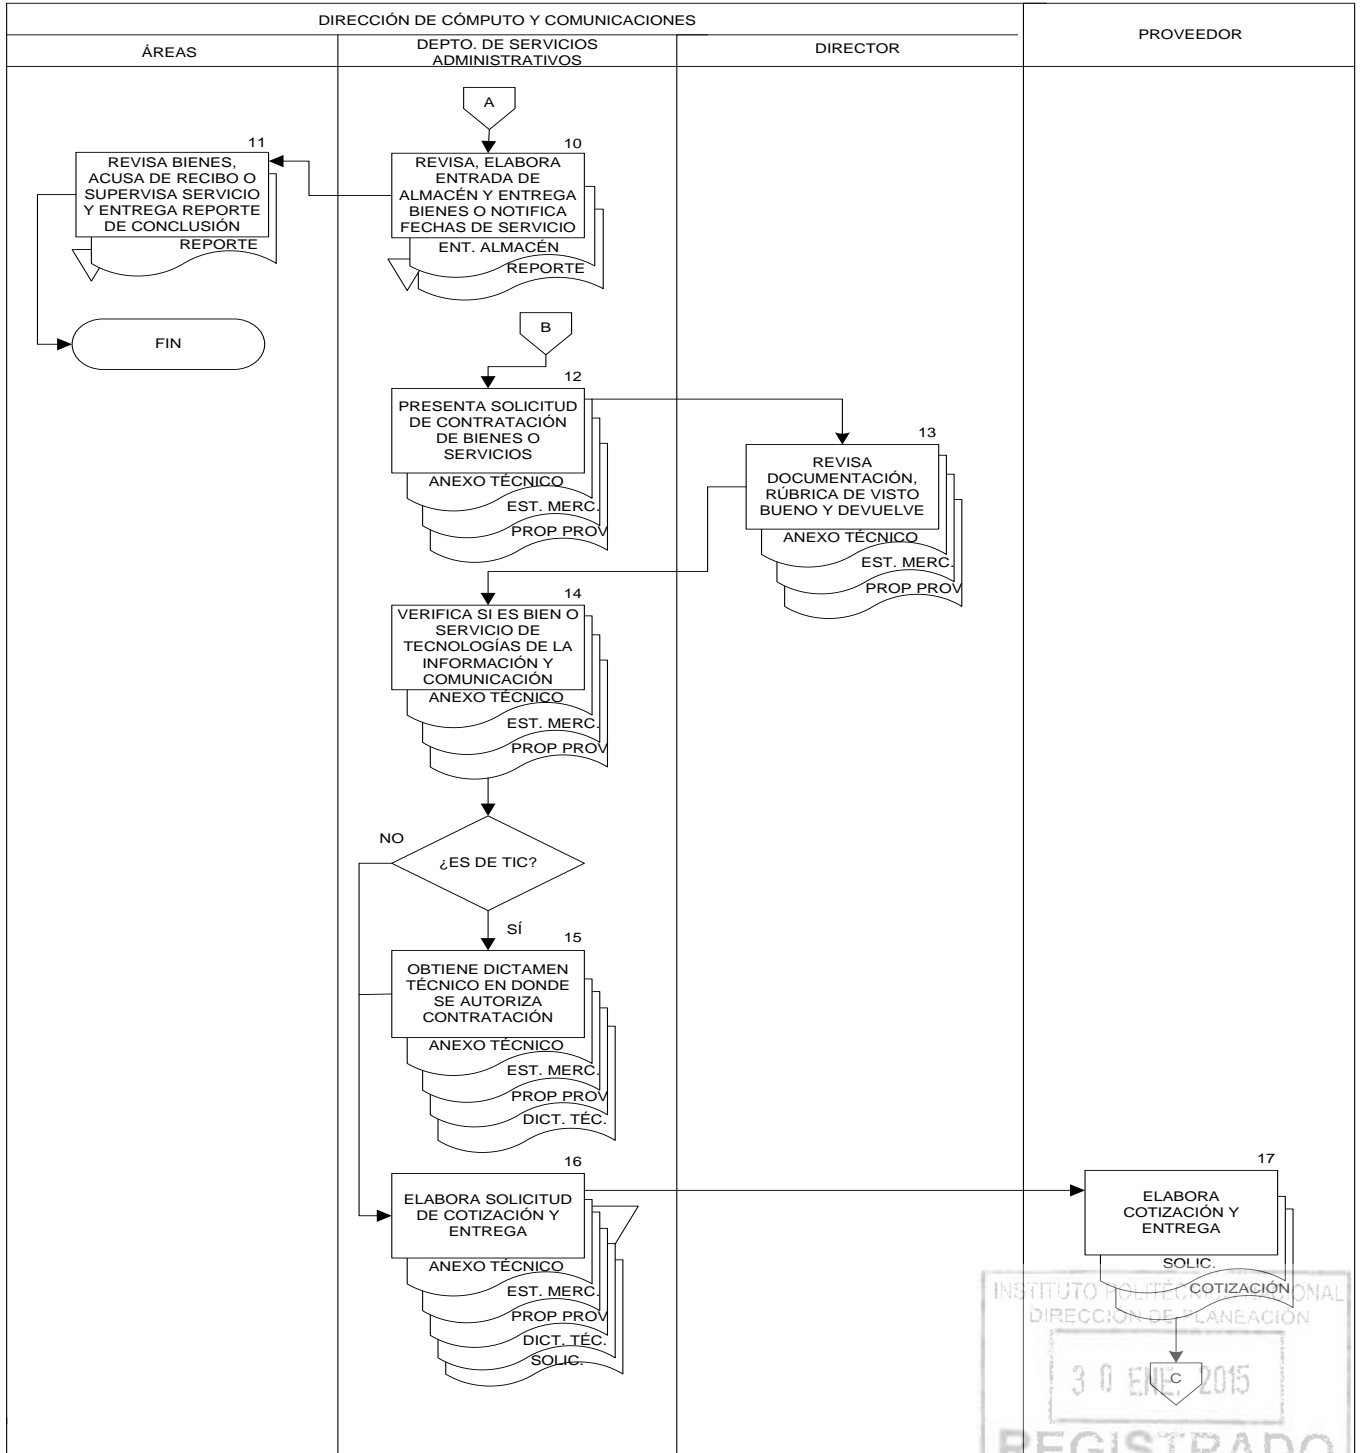 DIRECCIÓN DE CÓMPUTO Y COMUNICACIONES
PROVEEDOR
ÁREAS
DEPTO. DE SERVICIOS
ADMINISTRATIVOS
DIRECTOR
A
10
REVISA, ELABORA
ENTRADA DE
ALMACÉN Y ENTREGA
BIENES O NOTIFICA
FECHAS DE SERVICIO
ENT. ALMACÉN
REPORTE
11
REVISA BIENES,
ACUSA DE RECIBO O
SUPERVISA SERVICIO
Y ENTREGA REPORTE
DE CONCLUSIÓN
REPORTE
FIN
B
12
PRESENTA SOLICITUD
DE CONTRATACIÓN
DE BIENES O
SERVICIOS
ANEXO TÉCNICO
EST. MERC.
PROP PROV
13
REVISA
DOCUMENTACIÓN,
RÚBRICA DE VISTO
BUENO Y DEVUELVE
ANEXO TÉCNICO
EST. MERC.
PROP PROV
14
VERIFICA SI ES BIEN O
SERVICIO DE
TECNOLOGÍAS DE LA
INFORMACIÓN Y
COMUNICACIÓN
ANEXO TÉCNICO
EST. MERC.
PROP PROV
NO
¿ES DE TIC?
SÍ
15
OBTIENE DICTAMEN
TÉCNICO EN DONDE
SE AUTORIZA
CONTRATACIÓN
ANEXO TÉCNICO
EST. MERC.
PROP PROV
DICT. TÉC.
16
ELABORA SOLICITUD
DE COTIZACIÓN Y
ENTREGA
ANEXO TÉCNICO
EST. MERC.
PROP PROV
DICT. TÉC.
SOLIC.
17
ELABORA
COTIZACIÓN Y
ENTREGA
SOLIC.
COTIZACIÓN
C
INSTITUTO POLITÉCNICO NACIONAL
DIRECCIÓN DE PLANEACIÓN
30 ENE. 2015
REGISTRADO